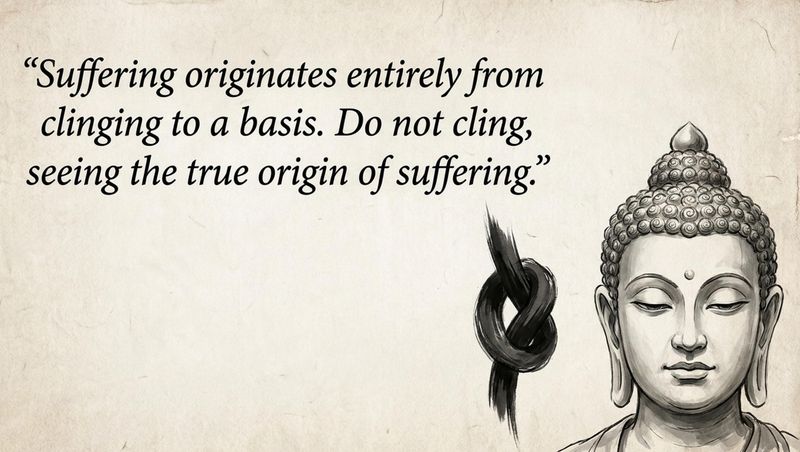 “Suffering originates entirely from
clinging to a basis. Do not cling,
seeing the true origin of suffering.”